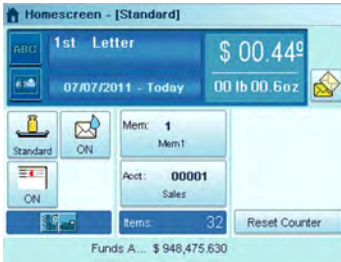 Homescreen - [Standard]
ABC
1st Letter
$ 00.44⁰
07/07/2011 - Today
00 lb 00.6oz
Standard
ON
Mem: 1
Mem1
ON
Acct: 00001
Sales
Items: 32
Reset Counter
Funds A... $ 948,475.630